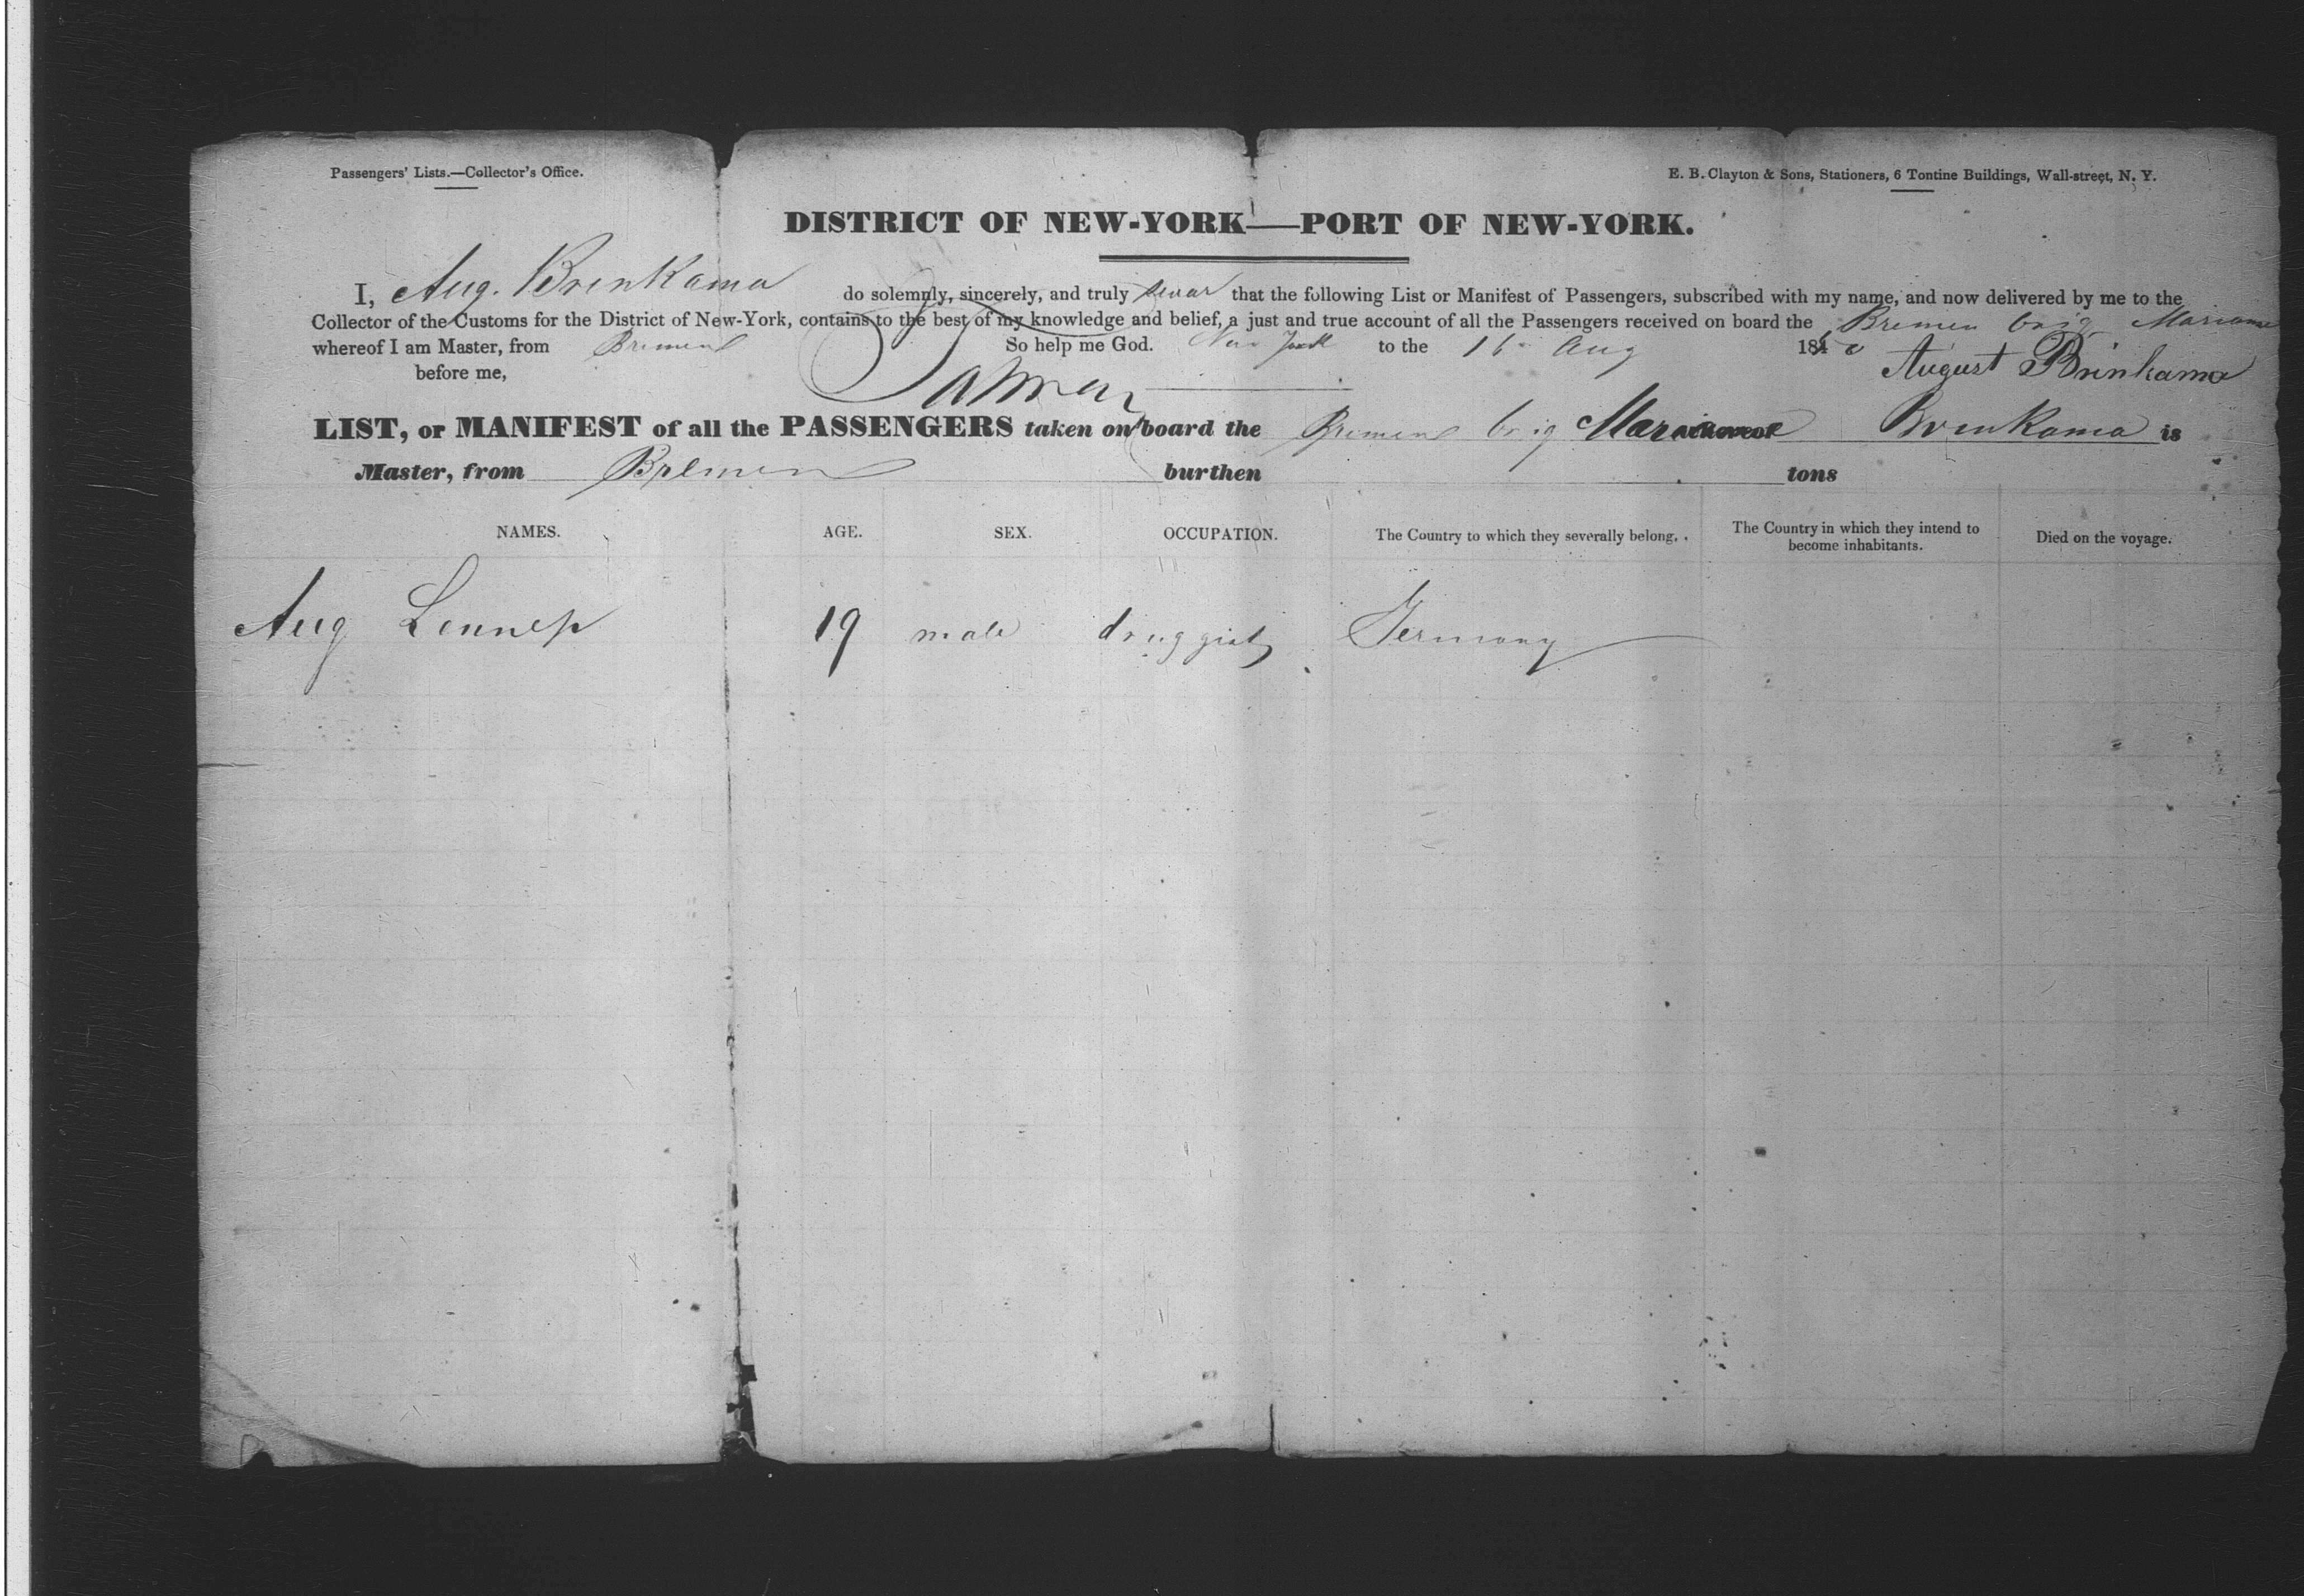 Passengers' Lists.—Collector's Office.
E. B. Clayton & Sons, Stationers, 6 Tontine Buildings, Wall-street, N. Y.
DISTRICT OF NEW-YORK—PORT OF NEW-YORK.
I, Aug. Brinkama do solemnly, sincerely, and truly swear that the following List or Manifest of Passengers, subscribed with my name, and now delivered by me to the
Collector of the Customs for the District of New-York, contains to the best of my knowledge and belief, a just and true account of all the Passengers received on board the Bremen brig Marianne
whereof I am Master, from Bremen So help me God. New York to the 16 Aug 1850
before me, August Brinkama
LIST, or MANIFEST of all the PASSENGERS taken on board the Bremen brig Marianne Brinkama is
Master, from Bremen burthen tons
NAMES. AGE. SEX. OCCUPATION. The Country to which they severally belong. The Country in which they intend to become inhabitants. Died on the voyage.
Aug Lennep 19 male druggist Germany